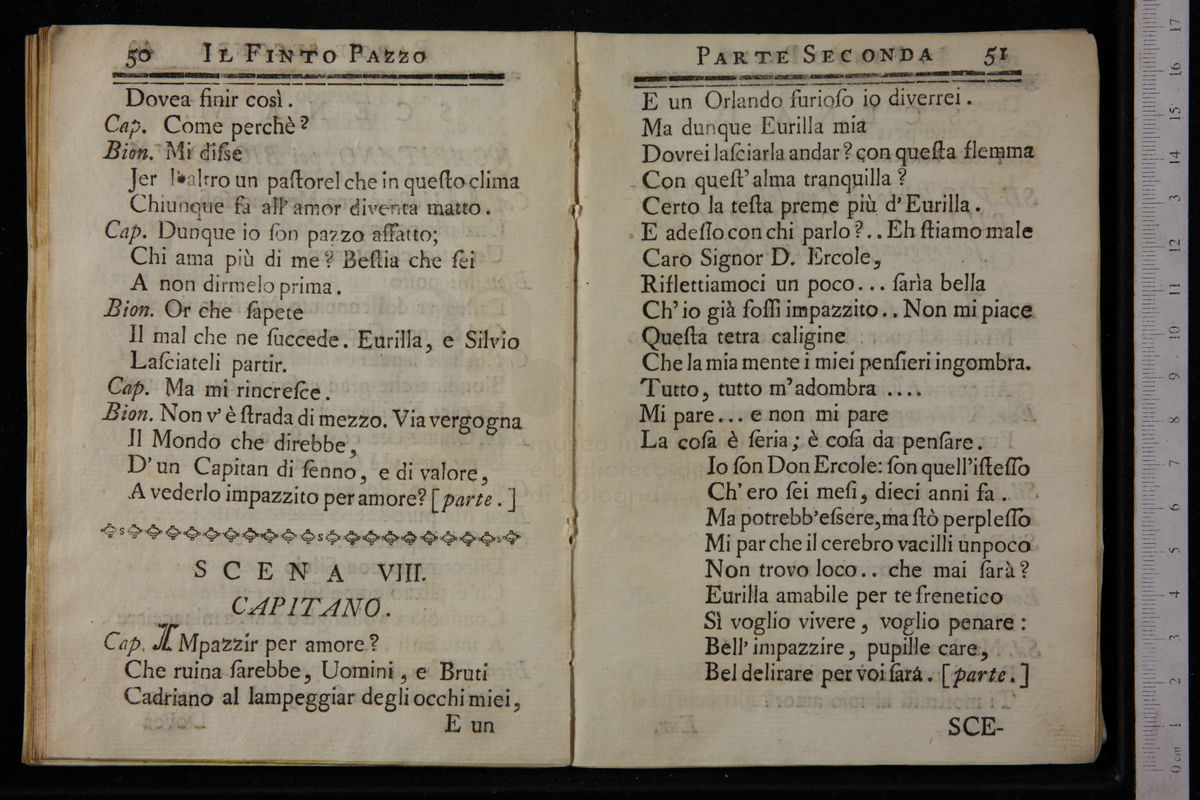 50 IL FINTO PAZZO
Dovea finir così.
Cap. Come perchè?
Bion. Mi diſse
Jer l'altro un paſtorel che in queſto clima
Chiunque fa all' amor diventa matto.
Cap. Dunque io ſon pazzo affatto;
Chi ama più di me? Beſtia che ſei
A non dirmelo prima.
Bion. Or che ſapete
Il mal che ne ſuccede. Eurilla, e Silvio
Laſciateli partir.
Cap. Ma mi rincreſce.
Bion. Non v' è ſtrada di mezzo. Via vergogna
Il Mondo che direbbe,
D' un Capitan di ſenno, e di valore,
A vederlo impazzito per amore? [parte.]
SCENA VIII.
CAPITANO.
Cap. IMpazzir per amore?
Che ruina ſarebbe, Uomini, e Bruti
Cadriano al lampeggiar degli occhi miei,
E un
PARTE SECONDA 51
E un Orlando furioſo io diverrei.
Ma dunque Eurilla mia
Dovrei laſciarla andar? con queſta flemma
Con queſt' alma tranquilla?
Certo la teſta preme più d' Eurilla.
E adeſſo con chi parlo?.. Eh ſtiamo male
Caro Signor D. Ercole,
Riflettiamoci un poco... ſarìa bella
Ch' io già foſſi impazzito.. Non mi piace
Queſta tetra caligine
Che la mia mente i miei penſieri ingombra.
Tutto, tutto m' adombra ....
Mi pare... e non mi pare
La coſa è ſeria; è coſa da penſare.
Io ſon Don Ercole: ſon quell' iſteſſo
Ch' ero ſei meſi, dieci anni fa.
Ma potrebb' eſsere, ma ſtò perpleſſo
Mi par che il cerebro vacilli un poco
Non trovo loco.. che mai ſarà?
Eurilla amabile per te frenetico
Sì voglio vivere, voglio penare:
Bell' impazzire, pupille care,
Bel delirare per voi ſarà. [parte.]
SCE-